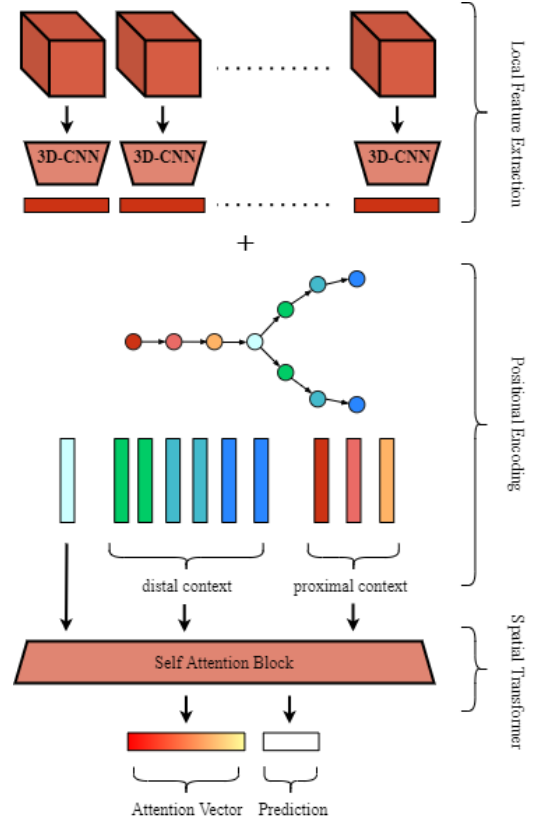 Local Feature Extraction
3D-CNN
3D-CNN
3D-CNN
+
Positional Encoding
distal context
proximal context
Spatial Transformer
Self Attention Block
Attention Vector
Prediction